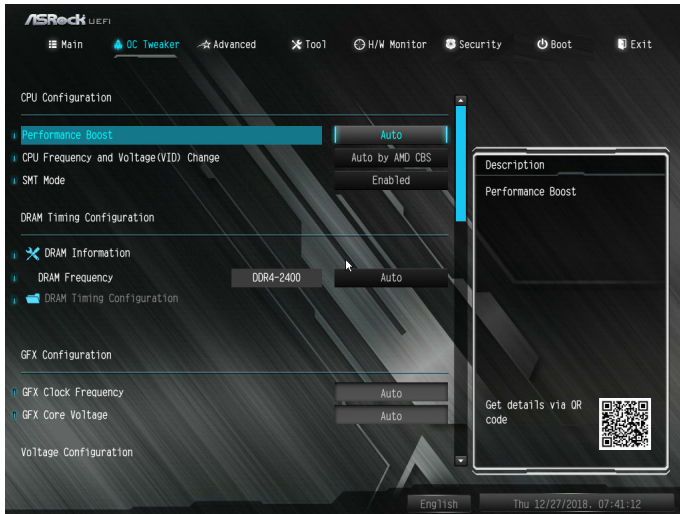 ASRock UEFI
Main OC Tweaker Advanced Tool H/W Monitor Security Boot Exit
CPU Configuration
Performance Boost Auto
CPU Frequency and Voltage(VID) Change Auto by AMD CBS
SMT Mode Enabled
DRAM Timing Configuration
DRAM Information
DRAM Frequency DDR4-2400 Auto
DRAM Timing Configuration
GFX Configuration
GFX Clock Frequency Auto
GFX Core Voltage Auto
Voltage Configuration
Description
Performance Boost
Get details via QR
code
English Thu 12/27/2018. 07:41:12